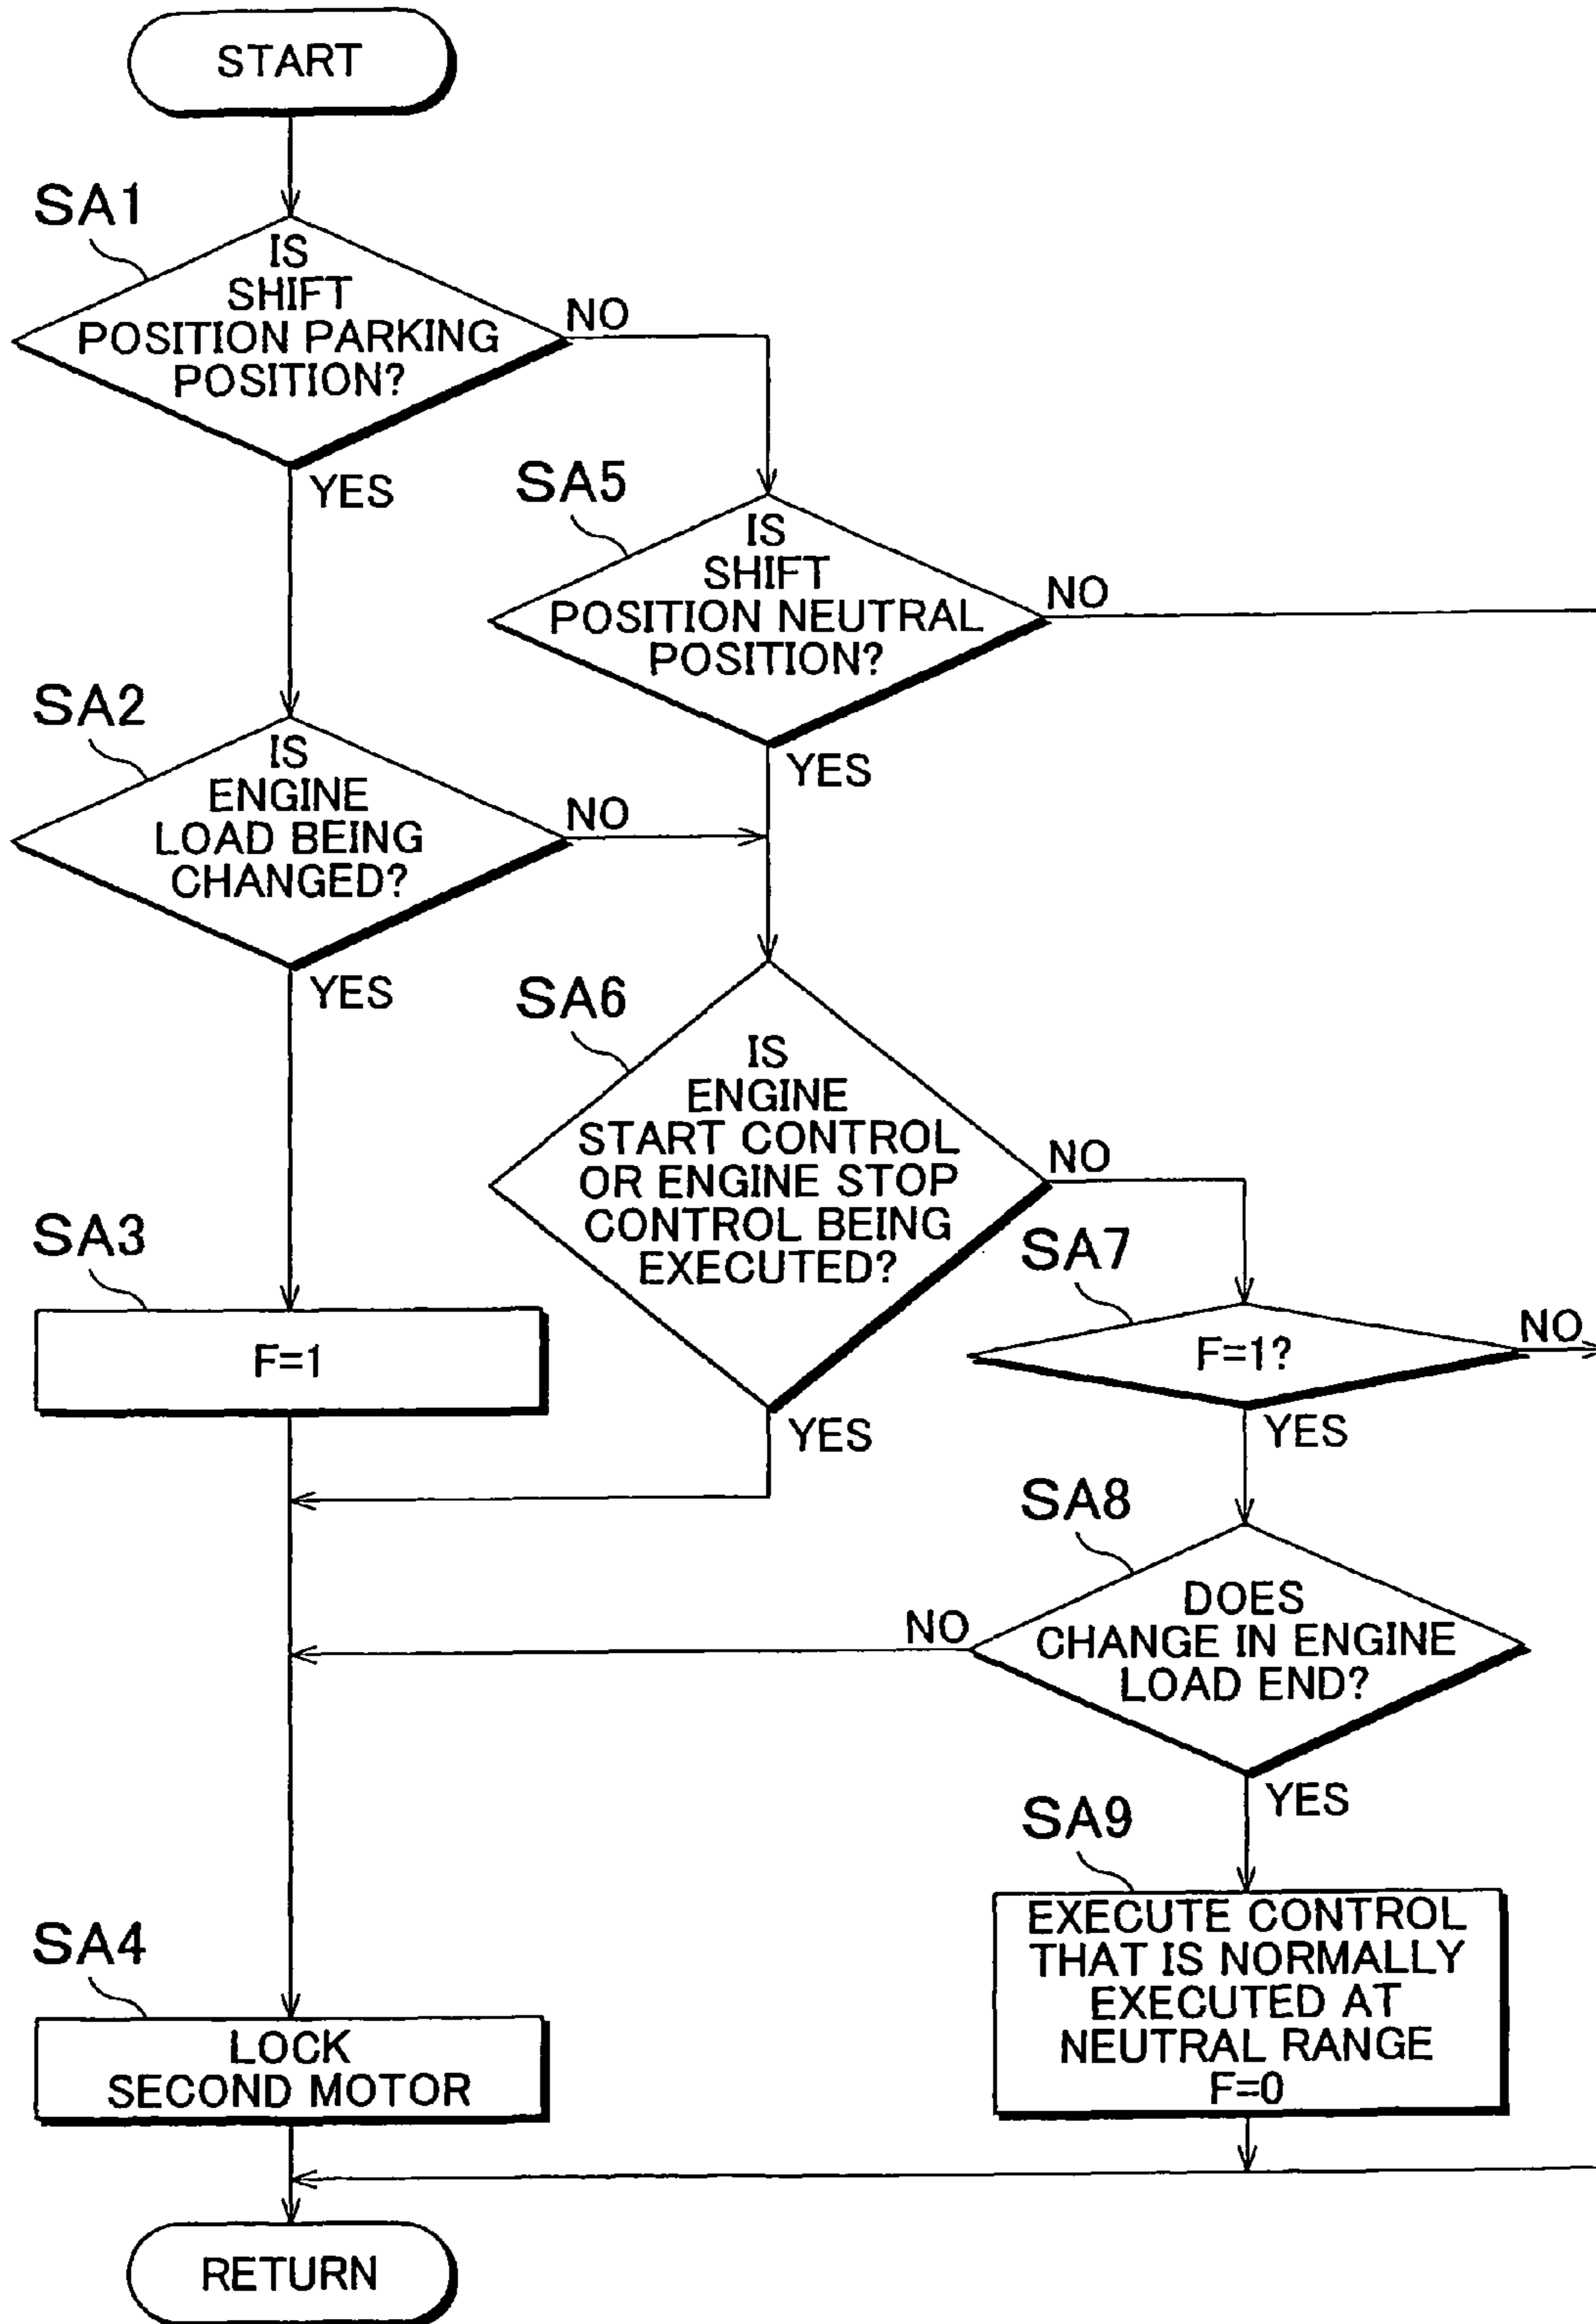 START
SA1
IS
SHIFT
POSITION PARKING
POSITION?
NO
YES
SA5
IS
SHIFT
POSITION NEUTRAL
POSITION?
NO
YES
SA2
IS
ENGINE
LOAD BEING
CHANGED?
NO
YES
SA6
IS
ENGINE
START CONTROL
OR ENGINE STOP
CONTROL BEING
EXECUTED?
NO
YES
SA3
F=1
SA7
F=1?
NO
YES
SA8
DOES
CHANGE IN ENGINE
LOAD END?
NO
YES
SA9
EXECUTE CONTROL
THAT IS NORMALLY
EXECUTED AT
NEUTRAL RANGE
F=0
SA4
LOCK
SECOND MOTOR
RETURN